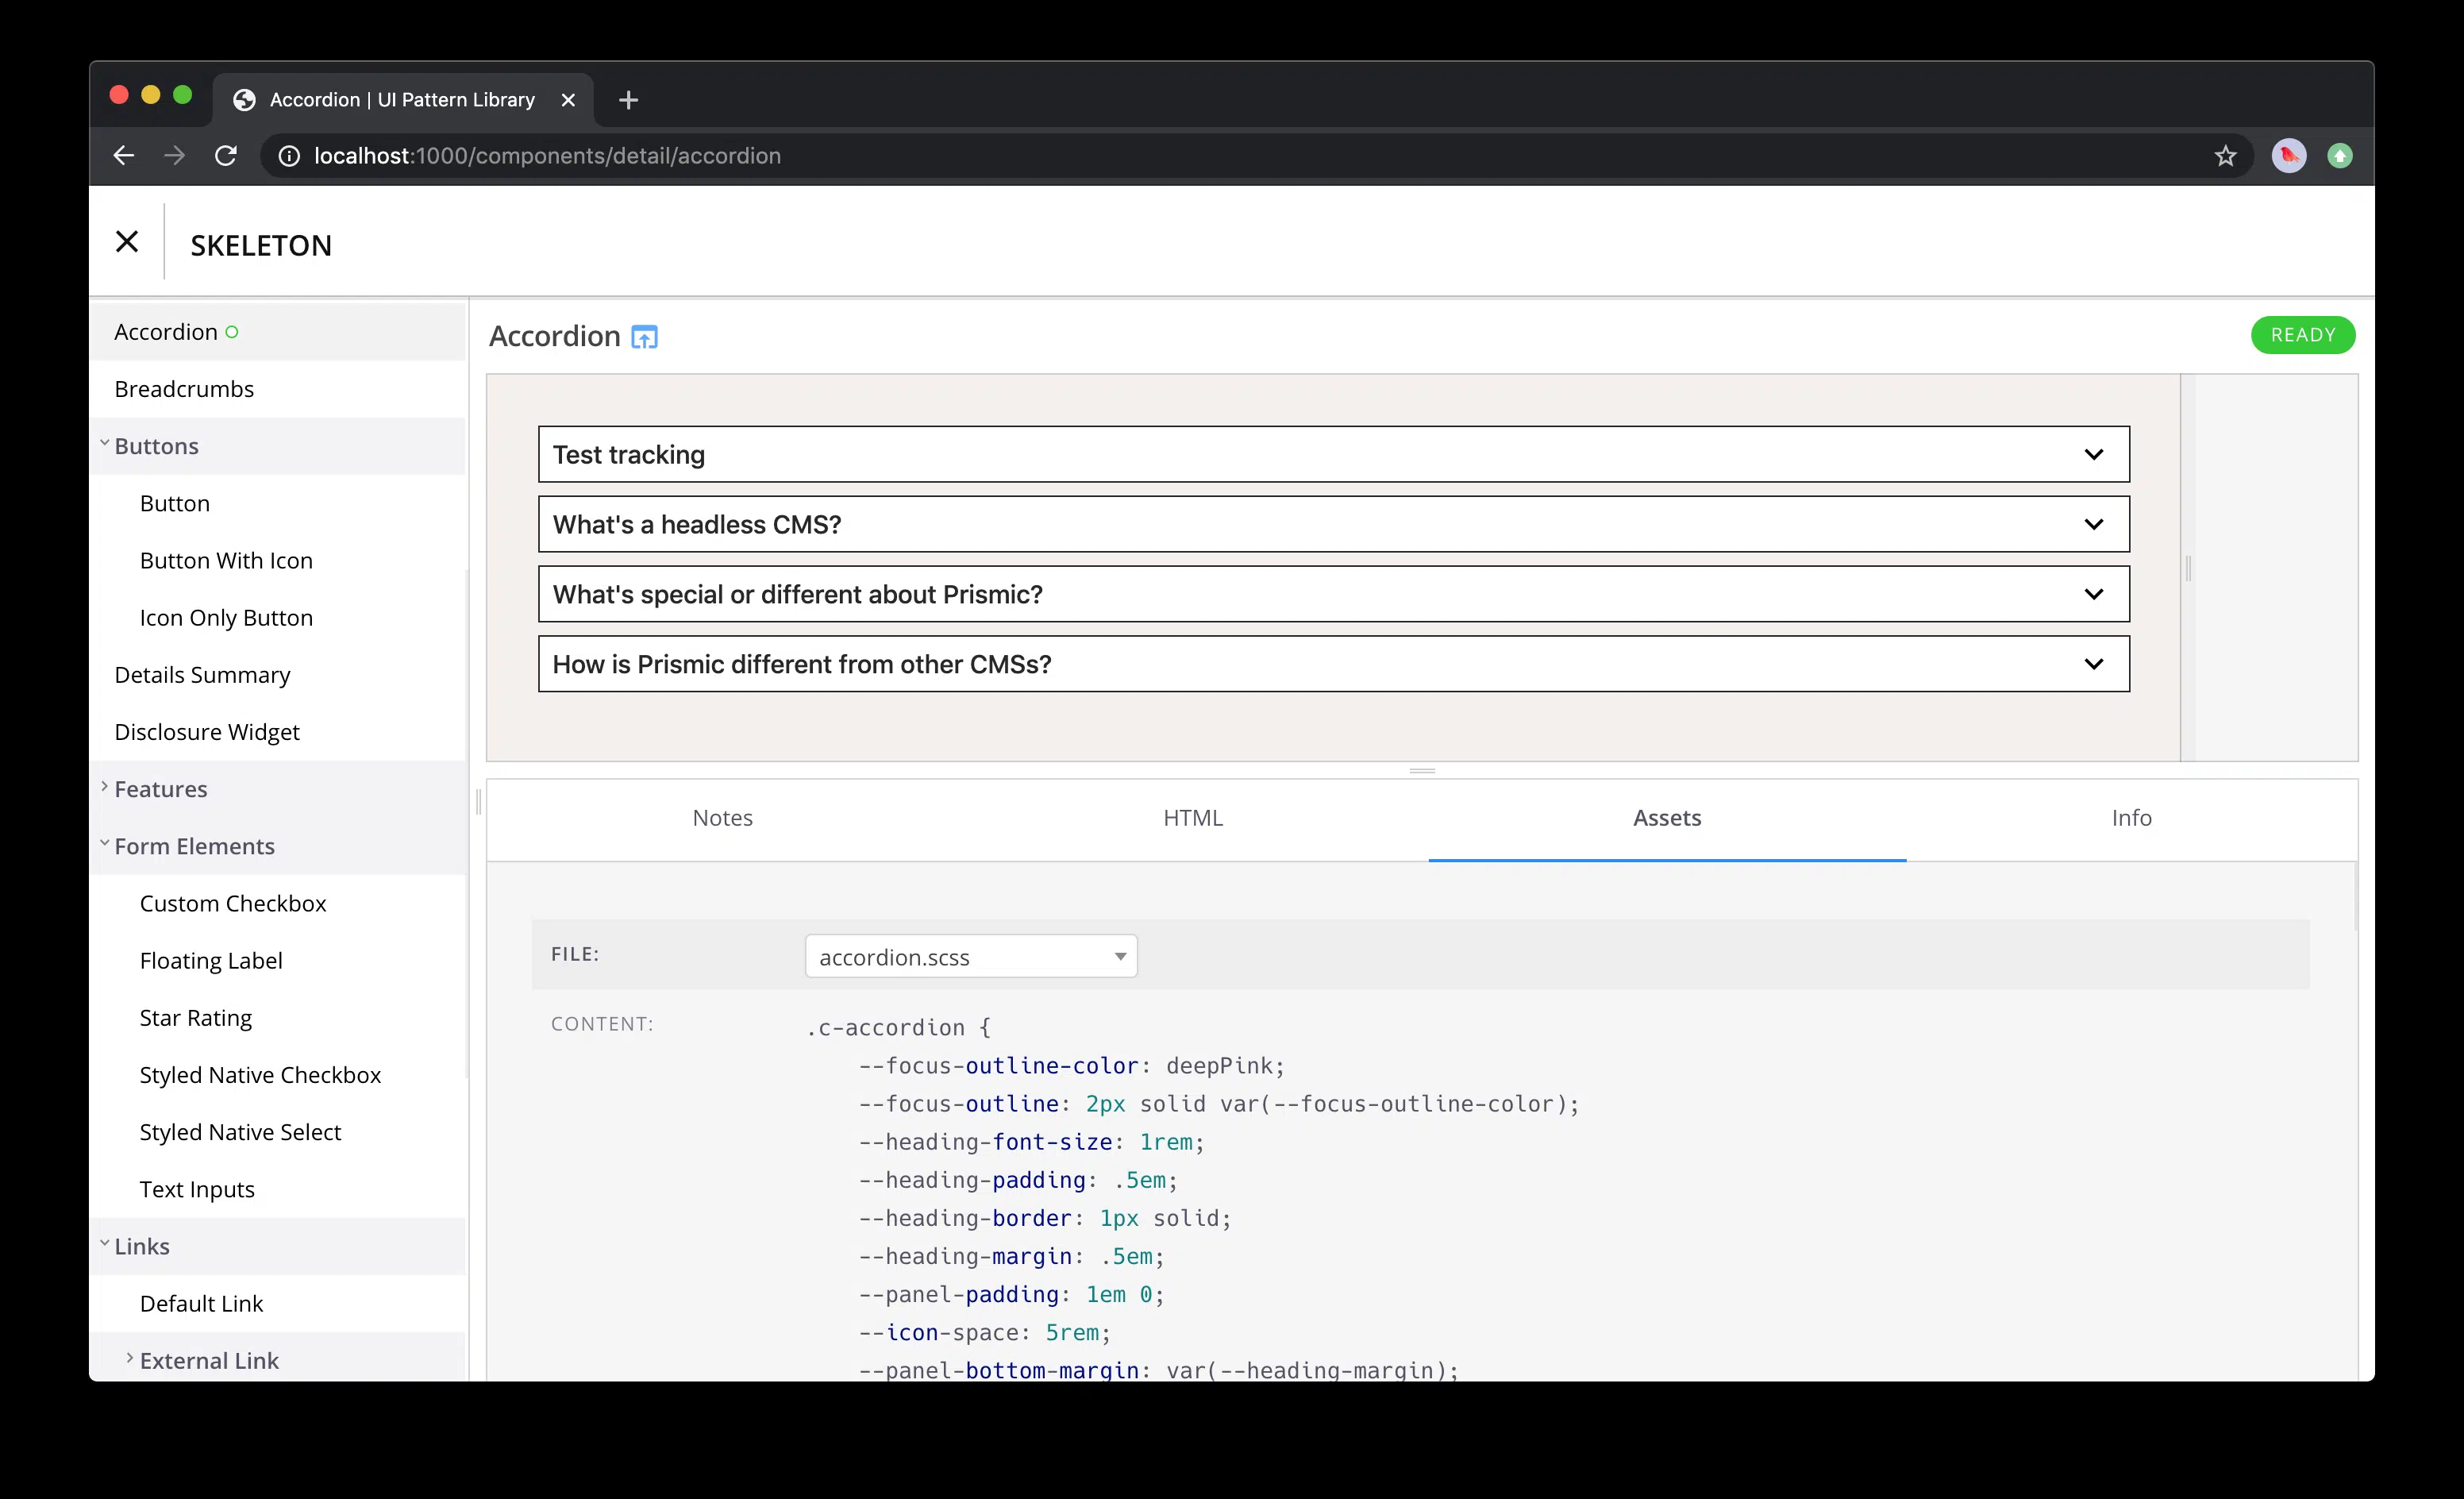 Accordion | UI Pattern Library
localhost:1000/components/detail/accordion
SKELETON
Accordion
Breadcrumbs
Buttons
Button
Button With Icon
Icon Only Button
Details Summary
Disclosure Widget
Features
Form Elements
Custom Checkbox
Floating Label
Star Rating
Styled Native Checkbox
Styled Native Select
Text Inputs
Links
Default Link
External Link
Accordion
READY
Test tracking
What's a headless CMS?
What's special or different about Prismic?
How is Prismic different from other CMSs?
Notes HTML Assets Info
FILE: accordion.scss
CONTENT: .c-accordion {
--focus-outline-color: deepPink;
--focus-outline: 2px solid var(--focus-outline-color);
--heading-font-size: 1rem;
--heading-padding: .5em;
--heading-border: 1px solid;
--heading-margin: .5em;
--panel-padding: 1em 0;
--icon-space: 5rem;
--panel-bottom-margin: var(--heading-margin);